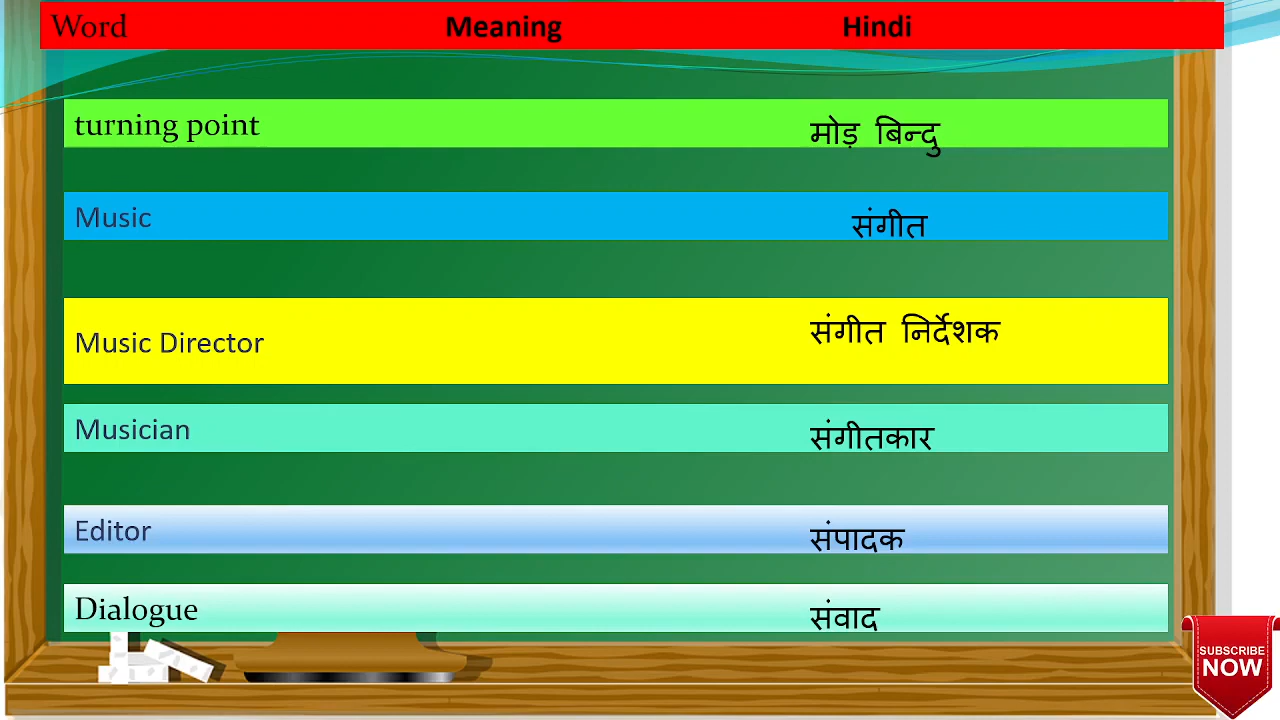 Word Meaning Hindi
turning point मोड़ बिन्दु
Music संगीत
Music Director संगीत निर्देशक
Musician संगीतकार
Editor संपादक
Dialogue संवाद
SUBSCRIBE
NOW